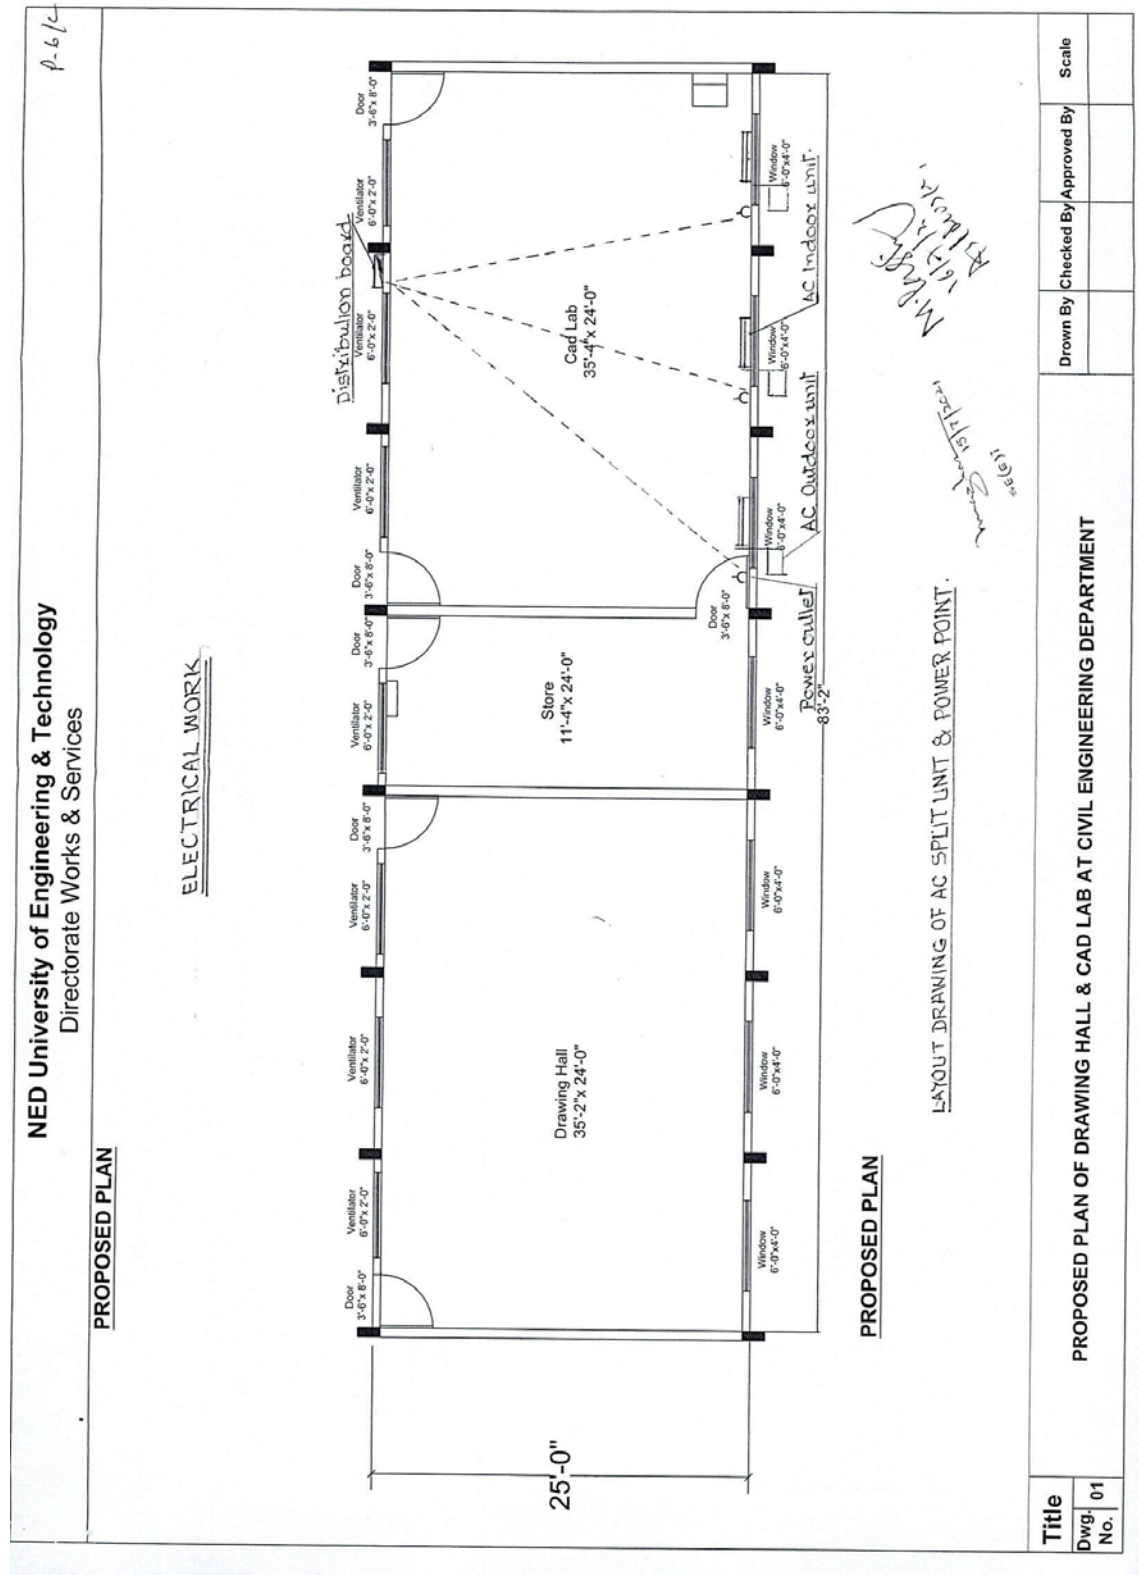 P-6/c
NED University of Engineering & Technology
Directorate Works & Services
PROPOSED PLAN
ELECTRICAL WORK
Distribution board
Door
3'-6"x 8'-0"
Ventilator
6'-0"x 2'-0"
Ventilator
6'-0"x 2'-0"
Ventilator
6'-0"x 2'-0"
Door
3'-6"x 8'-0"
Ventilator
6'-0"x 2'-0"
Door
3'-6"x 8'-0"
Door
3'-6"x 8'-0"
Ventilator
6'-0"x 2'-0"
Ventilator
6'-0"x 2'-0"
Ventilator
6'-0"x 2'-0"
Door
3'-6"x 8'-0"
Drawing Hall
35'-2"x 24'-0"
Store
11'-4"x 24'-0"
Cad Lab
35'-4"x 24'-0"
25'-0"
Door
3'-6"x 8'-0"
Window
6'-0"x4'-0"
Window
6'-0"x4'-0"
Window
6'-0"x4'-0"
Window
6'-0"x4'-0"
Window
6'-0"x4'-0"
Window
6'-0"x4'-0"
Window
6'-0"x4'-0"
Power outlet
AC Outdoor unit
AC Indoor unit.
83'-2"
PROPOSED PLAN
LAYOUT DRAWING OF AC SPLIT UNIT & POWER POINT.
15/7/2021
Title
PROPOSED PLAN OF DRAWING HALL & CAD LAB AT CIVIL ENGINEERING DEPARTMENT
Drown By
Checked By
Approved By
Scale
Dwg. No.
01